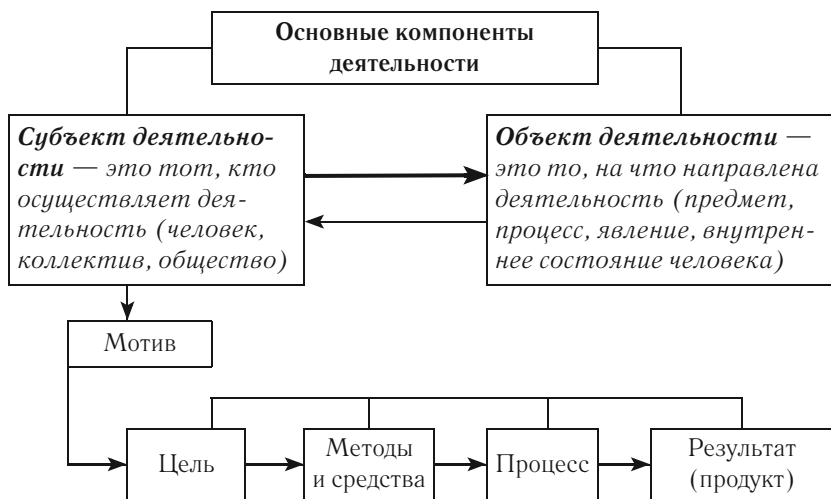 Основные компоненты
деятельности
Субъект деятельно-
сти — это тот, кто
осуществляет дея-
тельность (человек,
коллектив, общество)
Объект деятельности —
это то, на что направлена
деятельность (предмет,
процесс, явление, внутрен-
нее состояние человека)
Мотив
Цель
Методы
и средства
Процесс
Результат
(продукт)